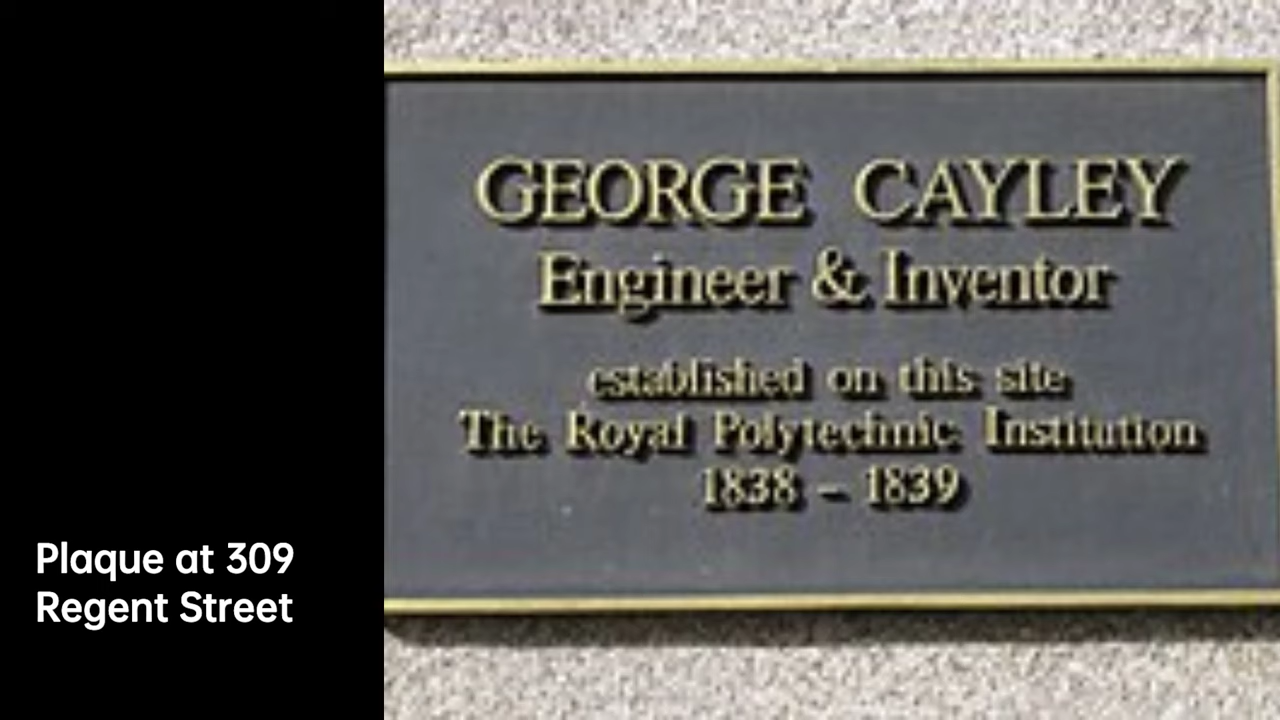 GEORGE CAYLEY
Engineer & Inventor
established on this site
The Royal Polytechnic Institution
1838 – 1839
Plaque at 309
Regent Street